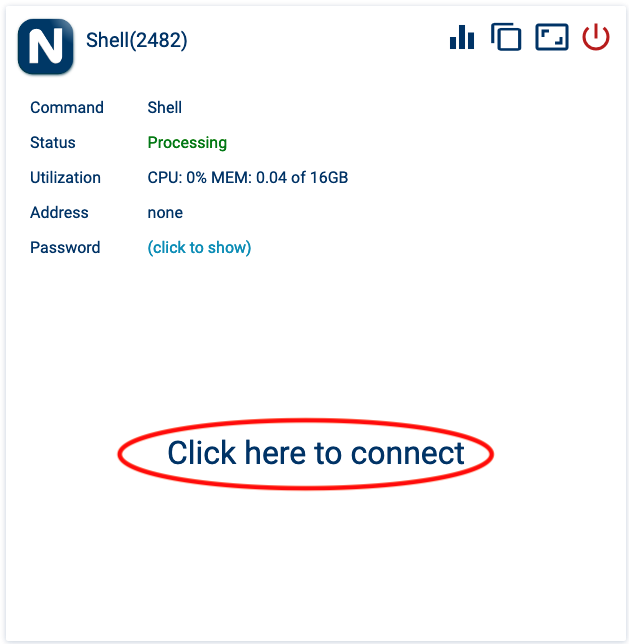 N
Shell(2482)
Command Shell
Status Processing
Utilization CPU: 0% MEM: 0.04 of 16GB
Address none
Password (click to show)
Click here to connect